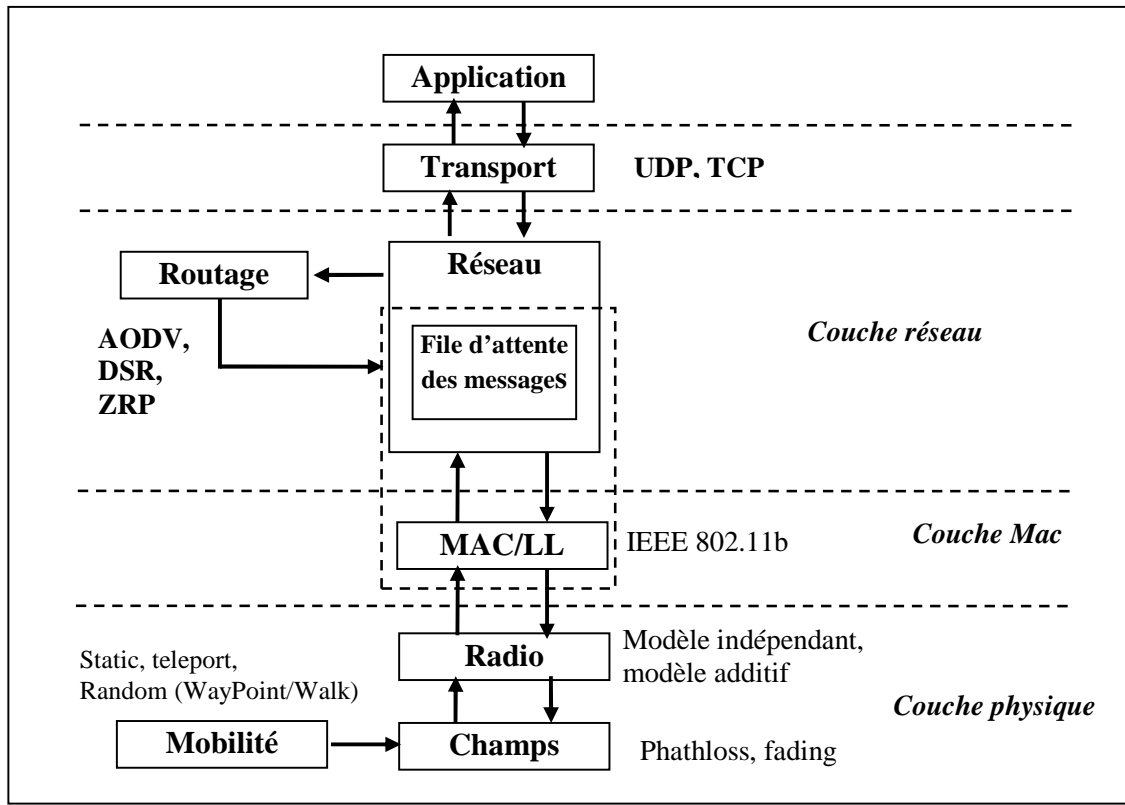 Application
Transport
UDP, TCP
Réseau
Routage
AODV,
DSR,
ZRP
File d'attente
des messages
Couche réseau
MAC/LL
IEEE 802.11b
Couche Mac
Radio
Modèle indépendant,
modèle additif
Static, teleport,
Random (WayPoint/Walk)
Couche physique
Mobilité
Champs
Phathloss, fading